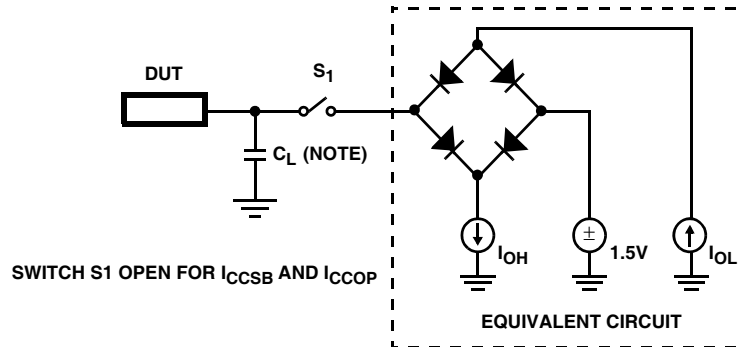 DUT
S1
CL (NOTE)
IOH
±
1.5V
IOL
SWITCH S1 OPEN FOR ICCSB AND ICCOP
EQUIVALENT CIRCUIT